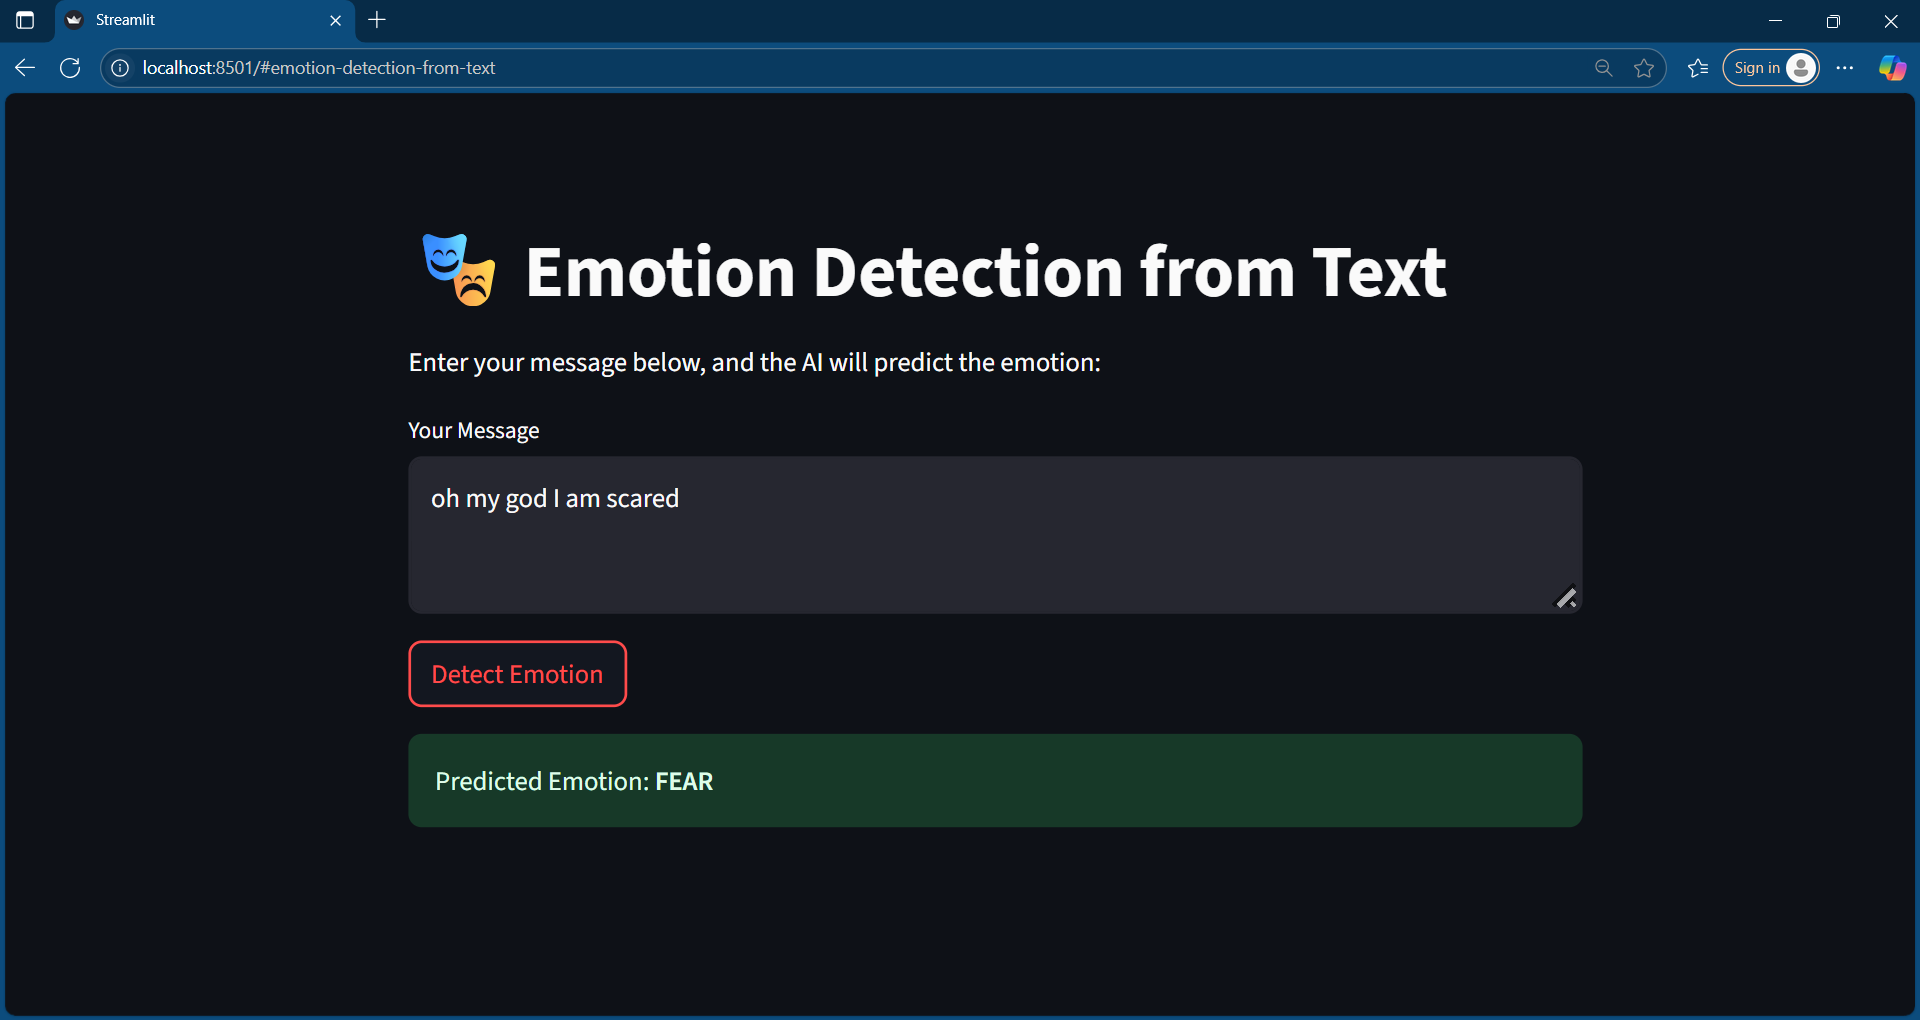 Streamlit
localhost:8501/#emotion-detection-from-text
Sign in
Emotion Detection from Text
Enter your message below, and the AI will predict the emotion:
Your Message
oh my god I am scared
Detect Emotion
Predicted Emotion: FEAR